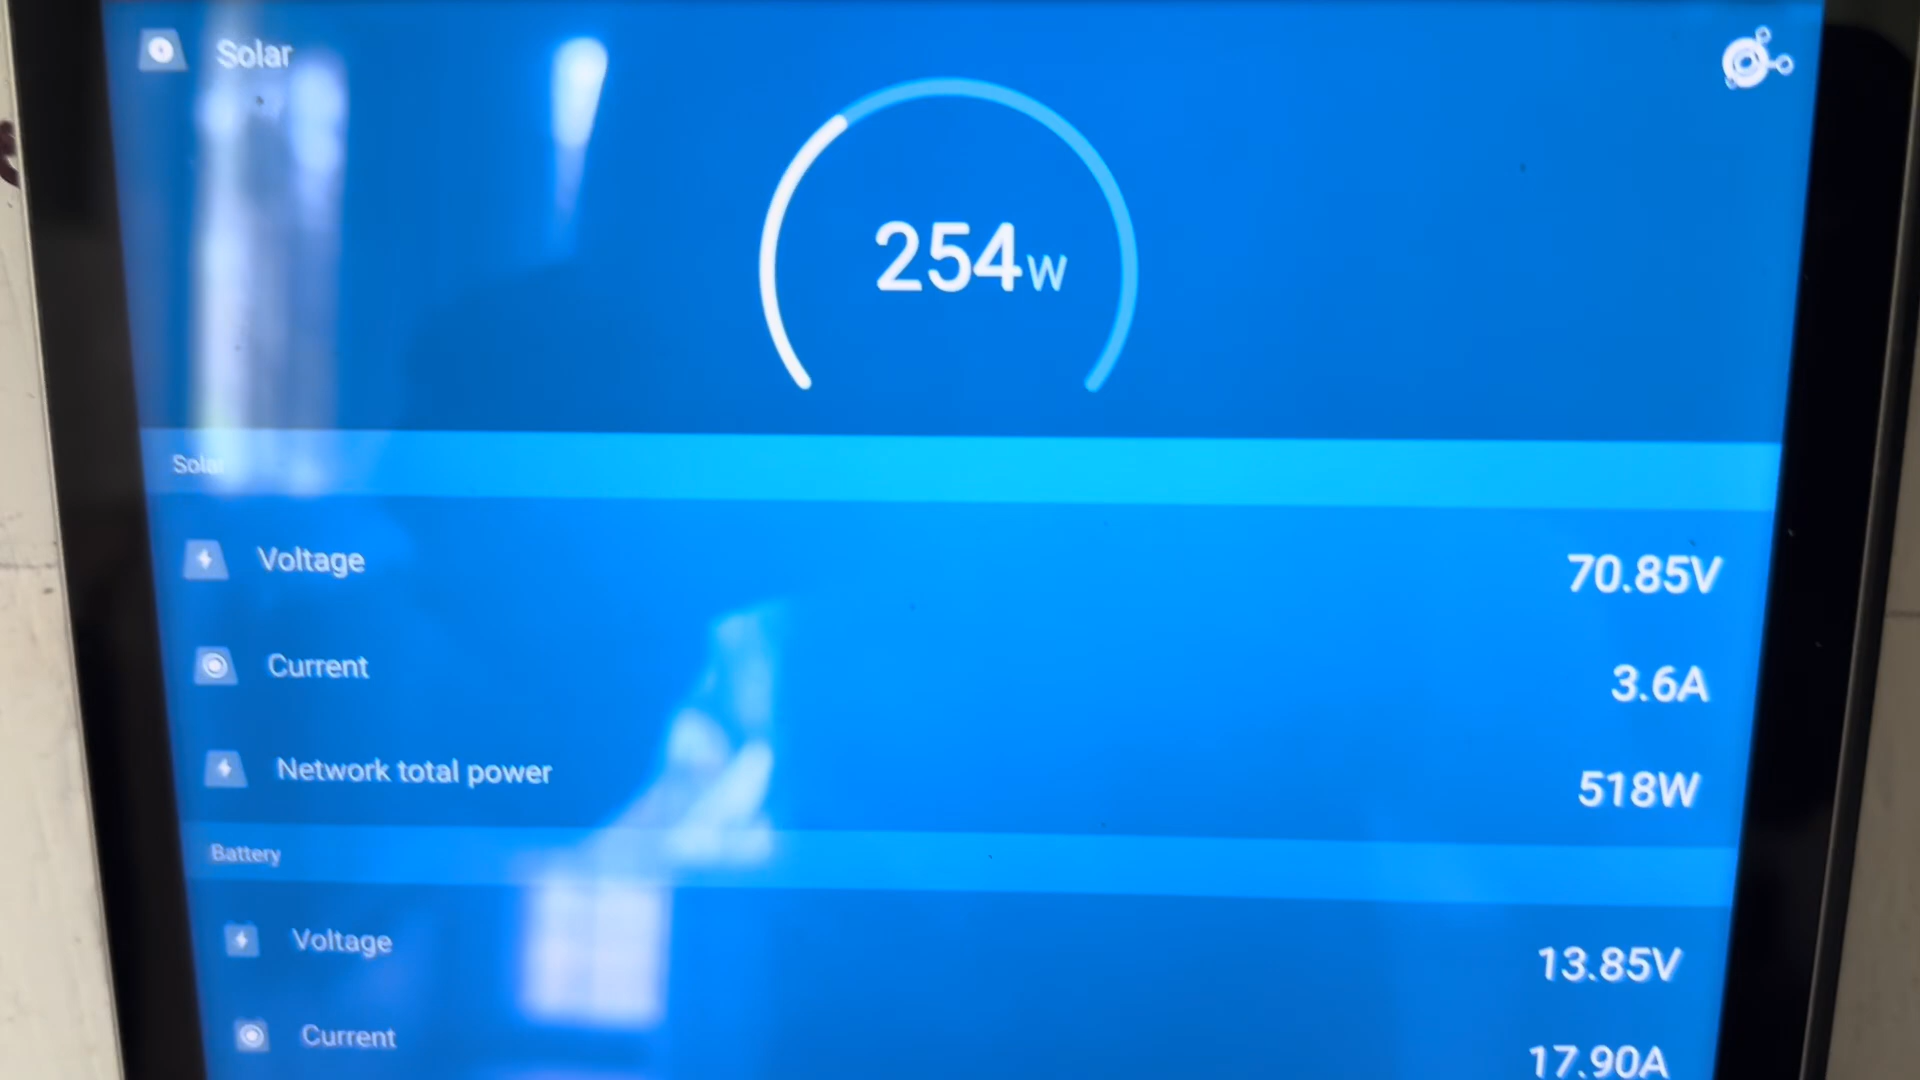 Solar
254W
Solar
Voltage 70.85V
Current 3.6A
Network total power 518W
Battery
Voltage 13.85V
Current 17.90A